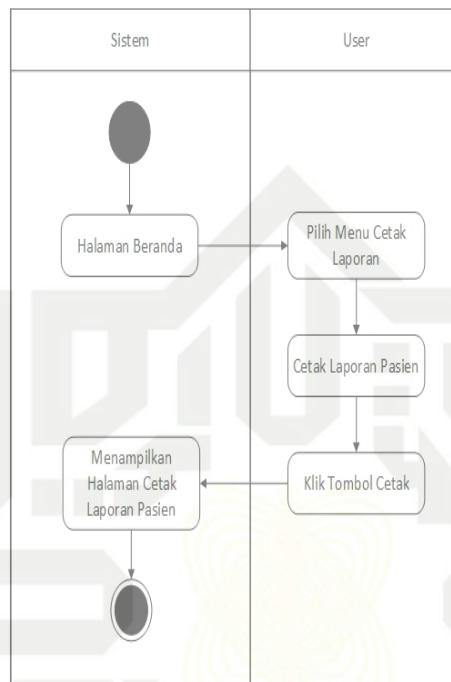 Sistem
User
Halaman Beranda
Pilih Menu Cetak
Laporan
Cetak Laporan Pasien
Klik Tombol Cetak
Menampilkan
Halaman Cetak
Laporan Pasien